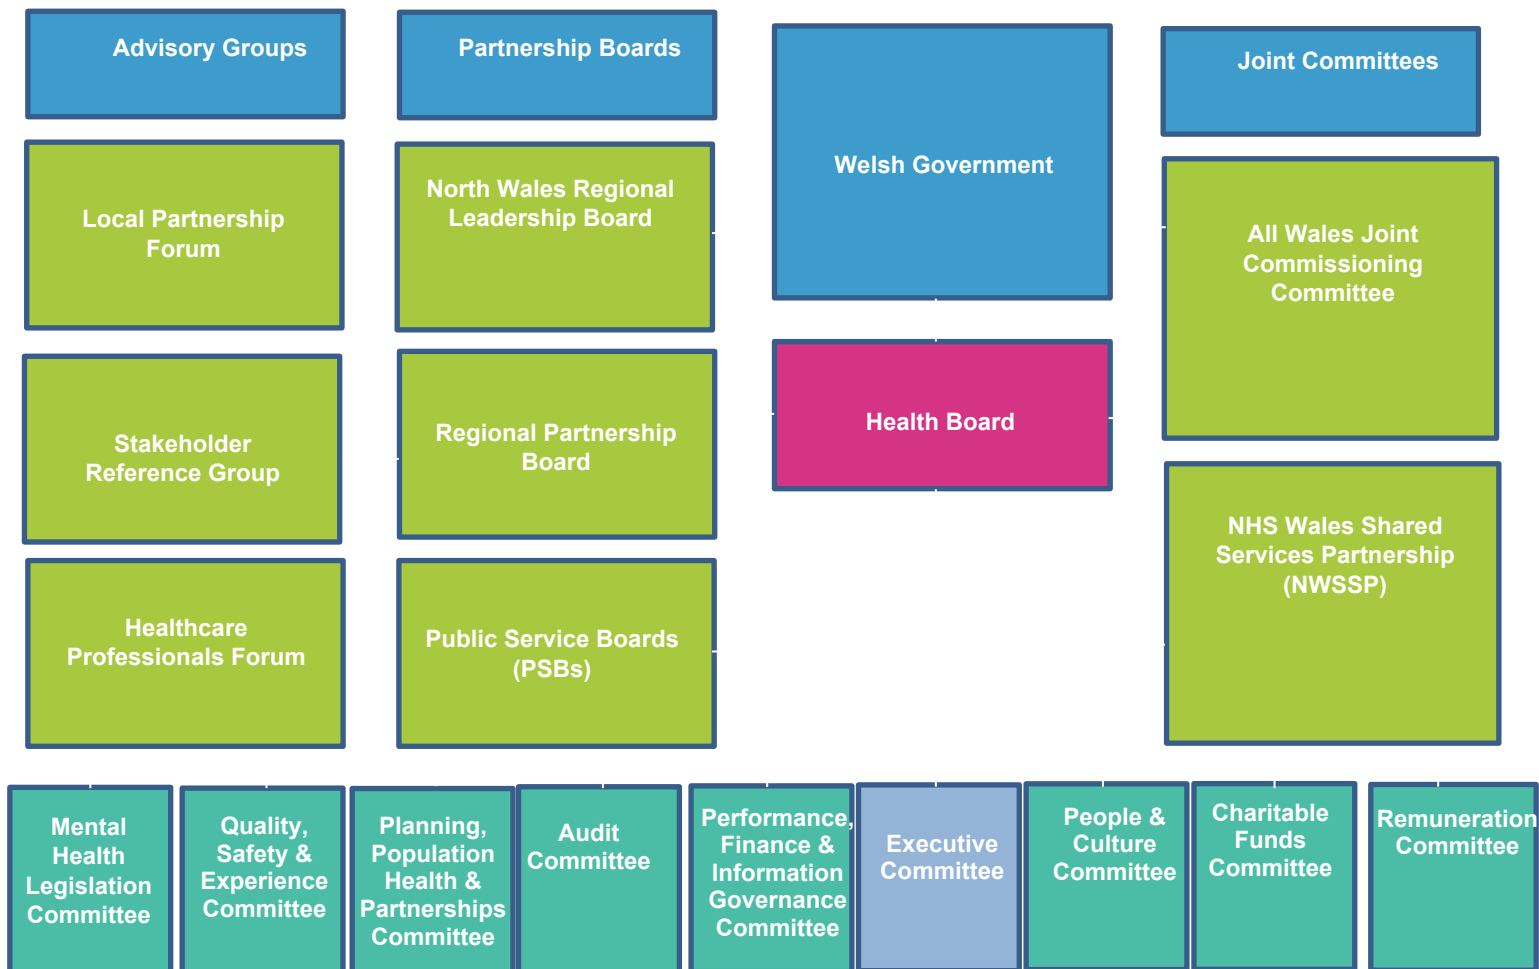 Advisory Groups
Partnership Boards
Welsh Government
Joint Committees
Local Partnership
Forum
North Wales Regional
Leadership Board
All Wales Joint
Commissioning
Committee
Stakeholder
Reference Group
Regional Partnership
Board
Health Board
NHS Wales Shared
Services Partnership
(NWSSP)
Healthcare
Professionals Forum
Public Service Boards
(PSBs)
Mental
Health
Legislation
Committee
Quality,
Safety &
Experience
Committee
Planning,
Population
Health &
Partnerships
Committee
Audit
Committee
Performance,
Finance &
Information
Governance
Committee
Executive
Committee
People &
Culture
Committee
Charitable
Funds
Committee
Remuneration
Committee